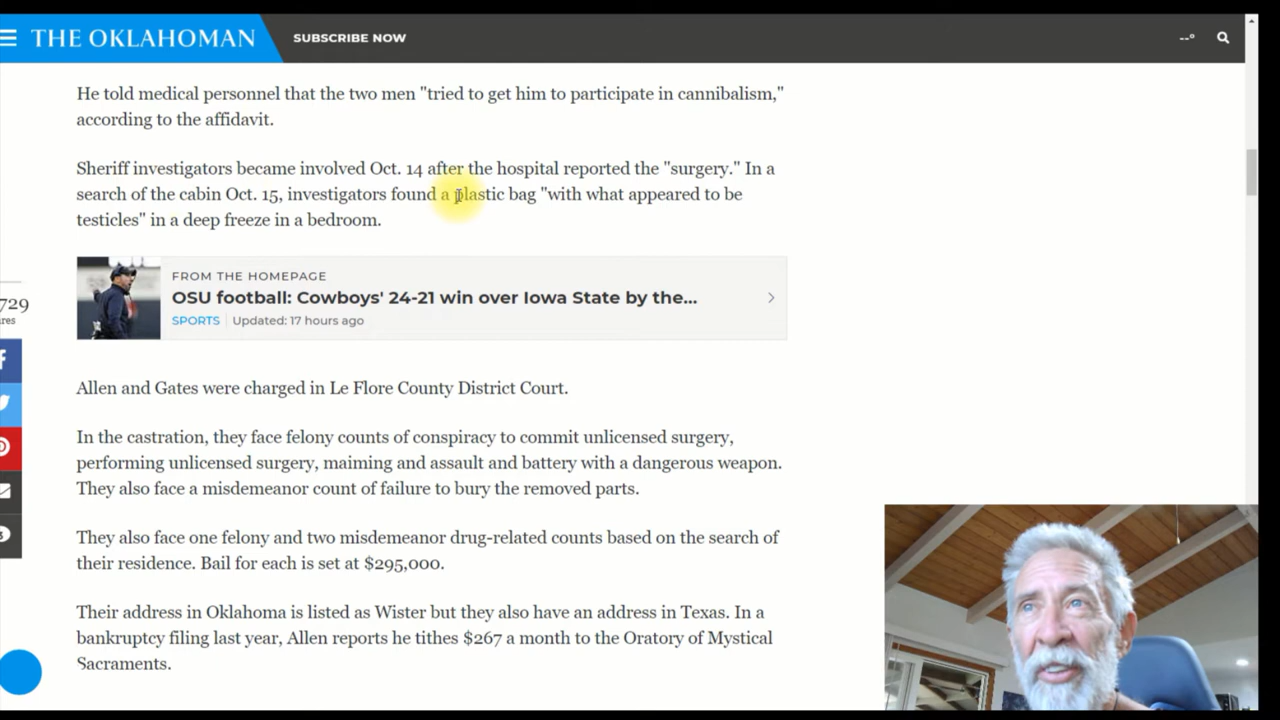 THE OKLAHOMAN
SUBSCRIBE NOW
--°
He told medical personnel that the two men "tried to get him to participate in cannibalism,"
according to the affidavit.
Sheriff investigators became involved Oct. 14 after the hospital reported the "surgery." In a
search of the cabin Oct. 15, investigators found a plastic bag "with what appeared to be
testicles" in a deep freeze in a bedroom.
FROM THE HOMEPAGE
OSU football: Cowboys' 24-21 win over Iowa State by the...
SPORTS Updated: 17 hours ago
729
res
Allen and Gates were charged in Le Flore County District Court.
In the castration, they face felony counts of conspiracy to commit unlicensed surgery,
performing unlicensed surgery, maiming and assault and battery with a dangerous weapon.
They also face a misdemeanor count of failure to bury the removed parts.
They also face one felony and two misdemeanor drug-related counts based on the search of
their residence. Bail for each is set at $295,000.
Their address in Oklahoma is listed as Wister but they also have an address in Texas. In a
bankruptcy filing last year, Allen reports he tithes $267 a month to the Oratory of Mystical
Sacraments.